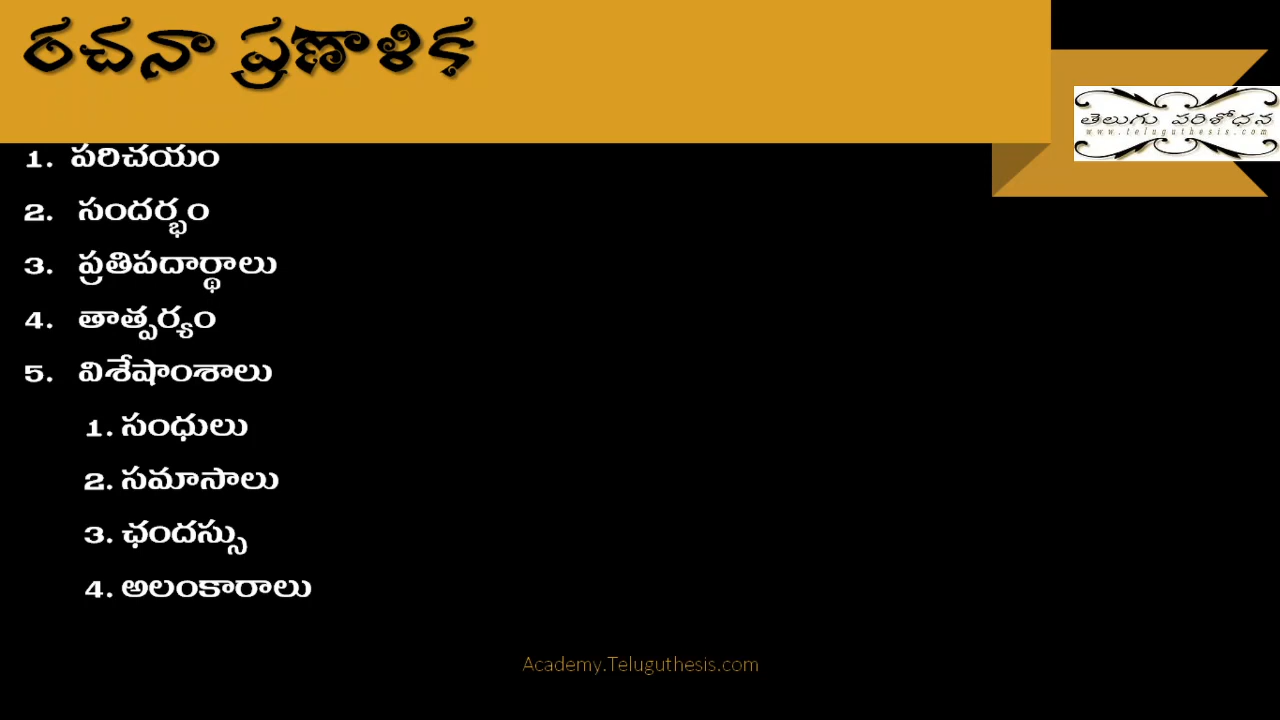 రచనా ప్రణాళిక
తెలుగు పరిశోధన
www.teluguthesis.com
1. పరిచయం
2. సందర్భం
3. ప్రతిపదార్థాలు
4. తాత్పర్యం
5. విశేషాంశాలు
1. సంధులు
2. సమాసాలు
3. ఛందస్సు
4. అలంకారాలు
Academy.Teluguthesis.com